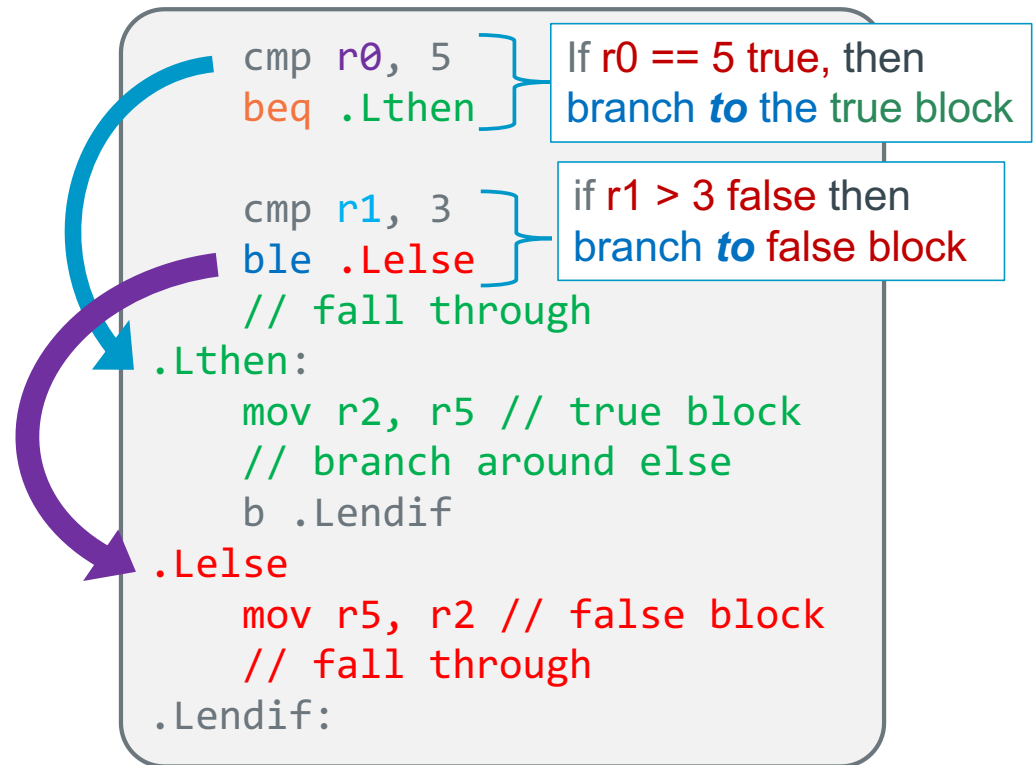 cmp r0, 5
beq .Lthen
If r0 == 5 true, then
branch to the true block
cmp r1, 3
ble .Lelse
if r1 > 3 false then
branch to false block
// fall through
.Lthen:
mov r2, r5 // true block
// branch around else
b .Lendif
.Lelse
mov r5, r2 // false block
// fall through
.Lendif: